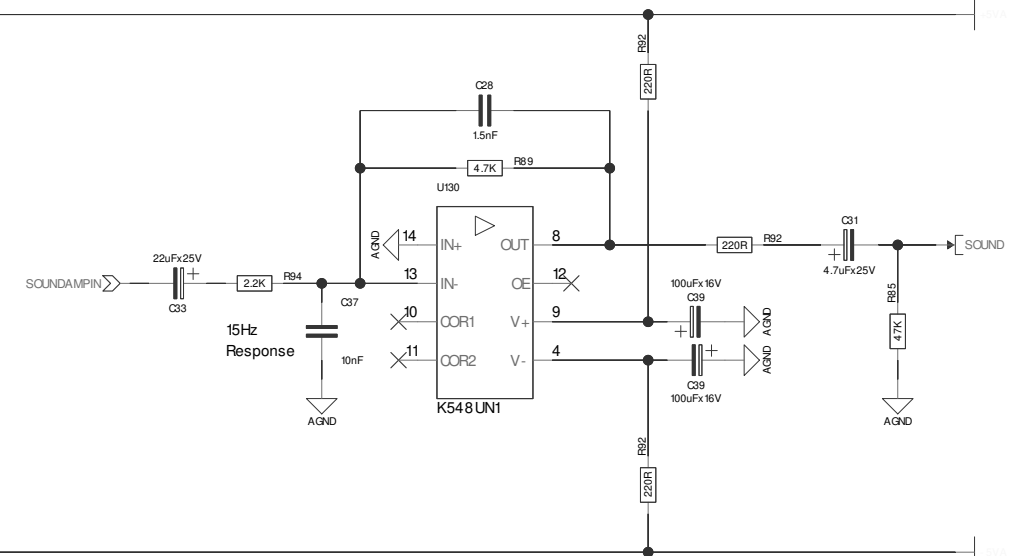 R92
220R
C28
1.5nF
4.7K
R89
U130
AGND
14
IN+
OUT
8
220R
R92
C31
4.7uFx25V
SOUND
22uFx25V
SOUNDAMPIN
C33
2.2K
R94
C37
13
IN-
OE
12
100uFx16V
C39
10
COR1
V+
9
AGND
15Hz
Response
10nF
11
COR2
V-
4
AGND
C39
100uFx16V
R85
47K
AGND
K548UN1
AGND
R92
220R